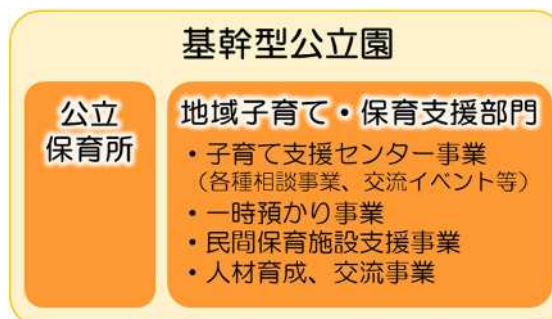 基幹型公立園
公立
保育所
地域子育て・保育支援部門
・子育て支援センター事業
（各種相談事業、交流イベント等）
・一時預かり事業
・民間保育施設支援事業
・人材育成、交流事業